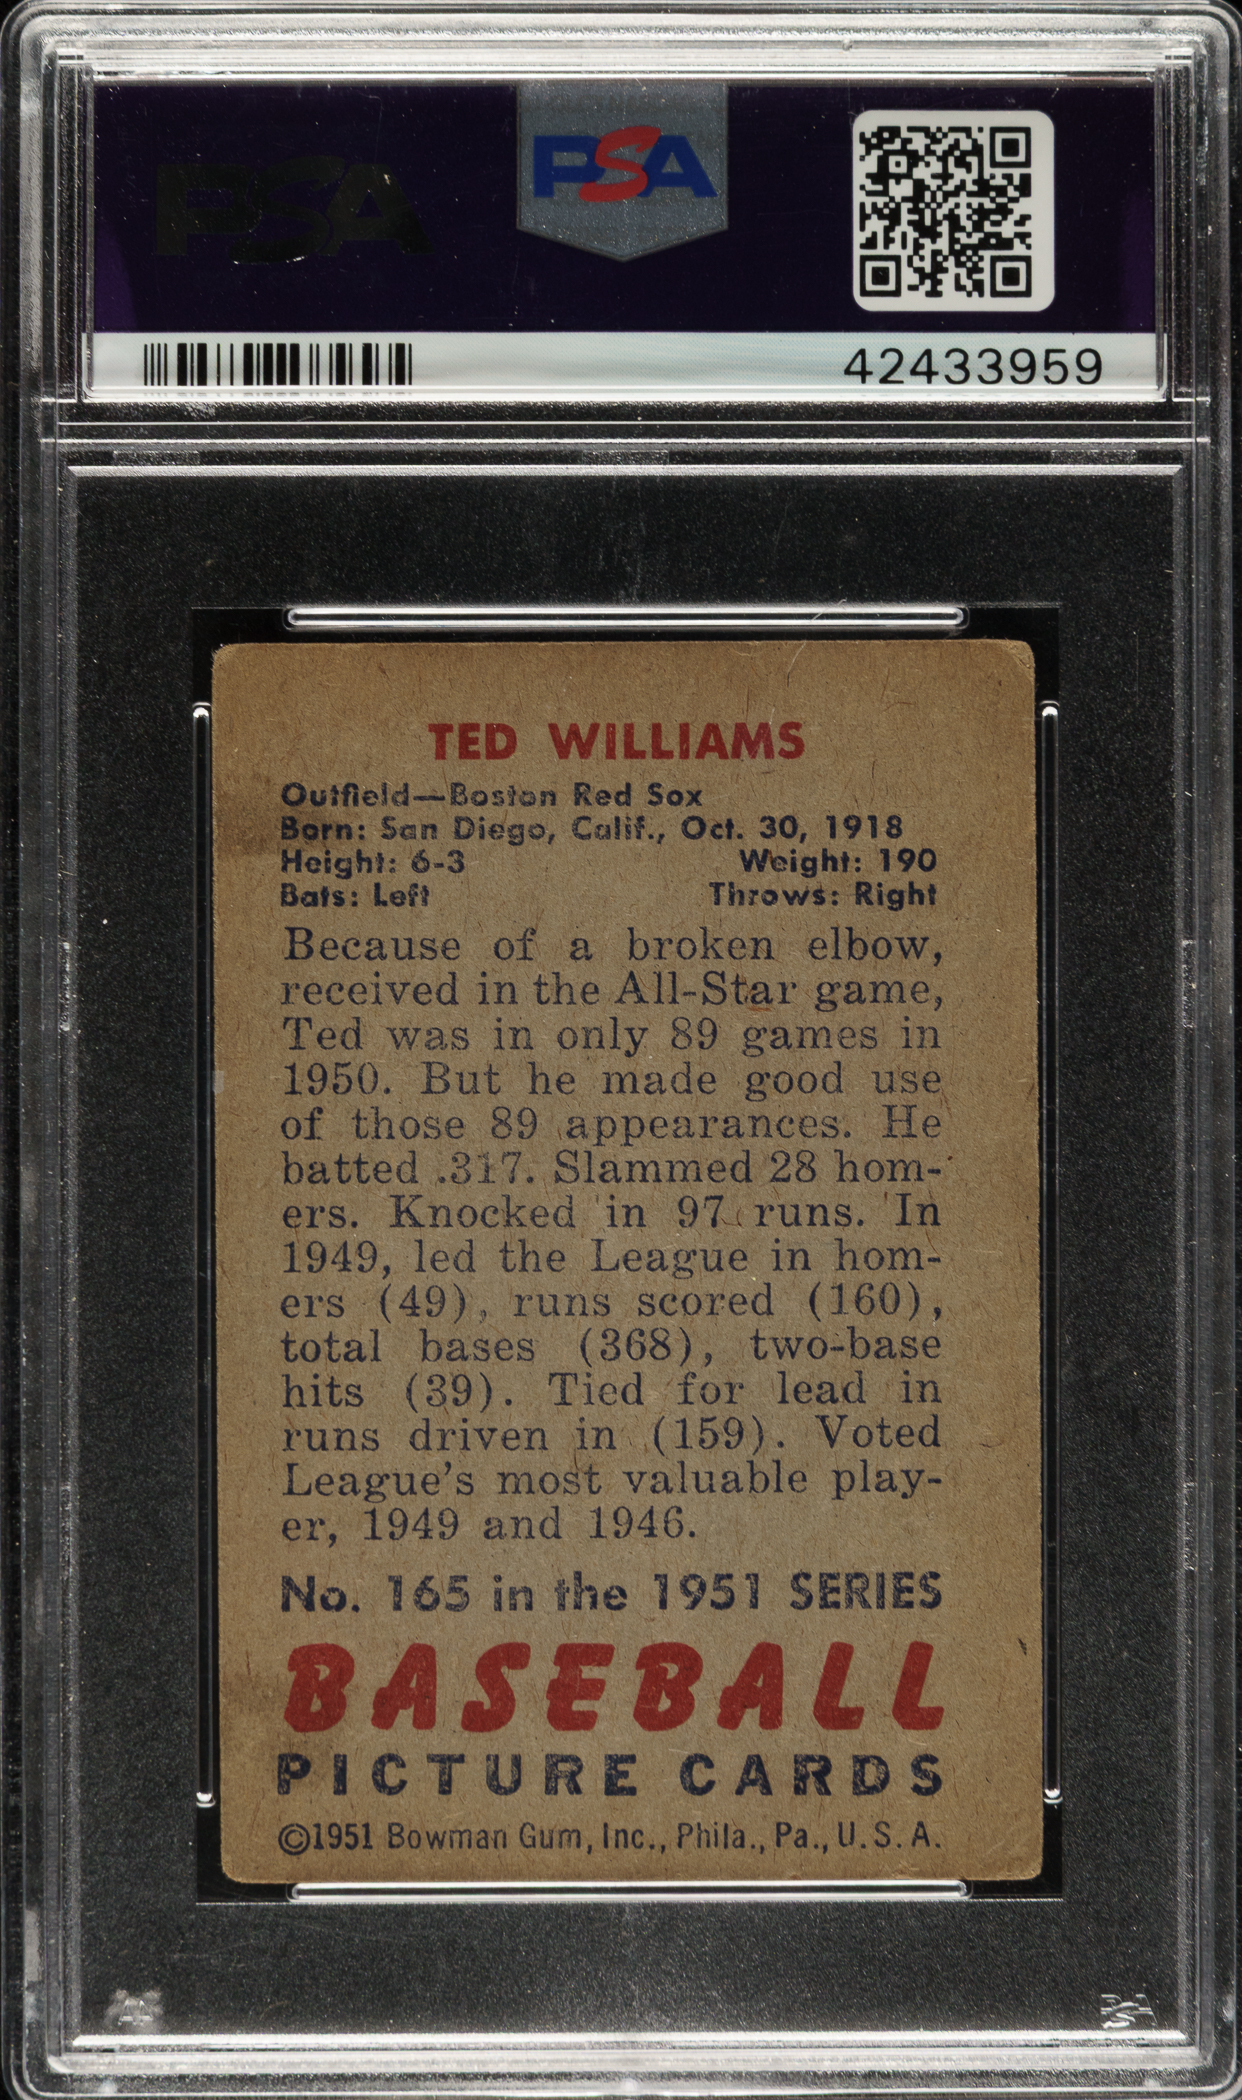 PSA
PSA
42433959
TED WILLIAMS
Outfield—Boston Red Sox
Born: San Diego, Calif., Oct. 30, 1918
Height: 6-3 Weight: 190
Bats: Left Throws: Right
Because of a broken elbow,
received in the All-Star game,
Ted was in only 89 games in
1950. But he made good use
of those 89 appearances. He
batted .317. Slammed 28 hom-
ers. Knocked in 97 runs. In
1949, led the League in hom-
ers (49), runs scored (160),
total bases (368), two-base
hits (39). Tied for lead in
runs driven in (159). Voted
League's most valuable play-
er, 1949 and 1946.
No. 165 in the 1951 SERIES
BASEBALL
PICTURE CARDS
©1951 Bowman Gum, Inc., Phila., Pa., U.S.A.
PSA